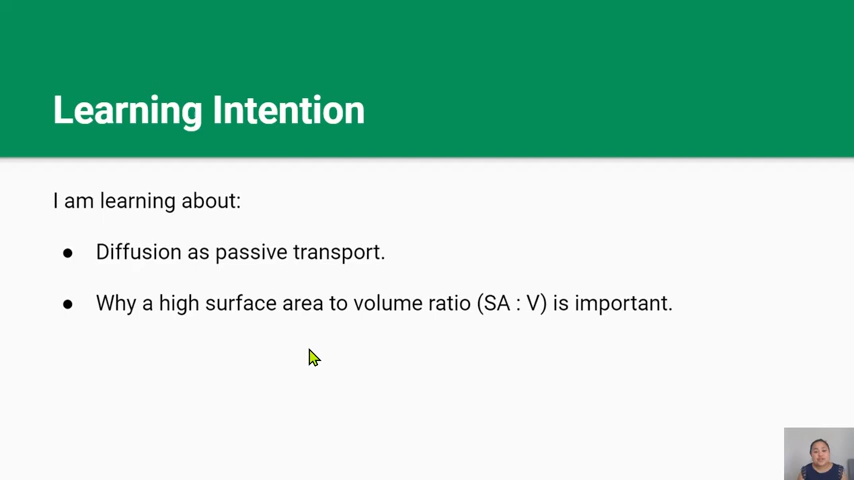 Learning Intention
I am learning about:
● Diffusion as passive transport.
● Why a high surface area to volume ratio (SA : V) is important.